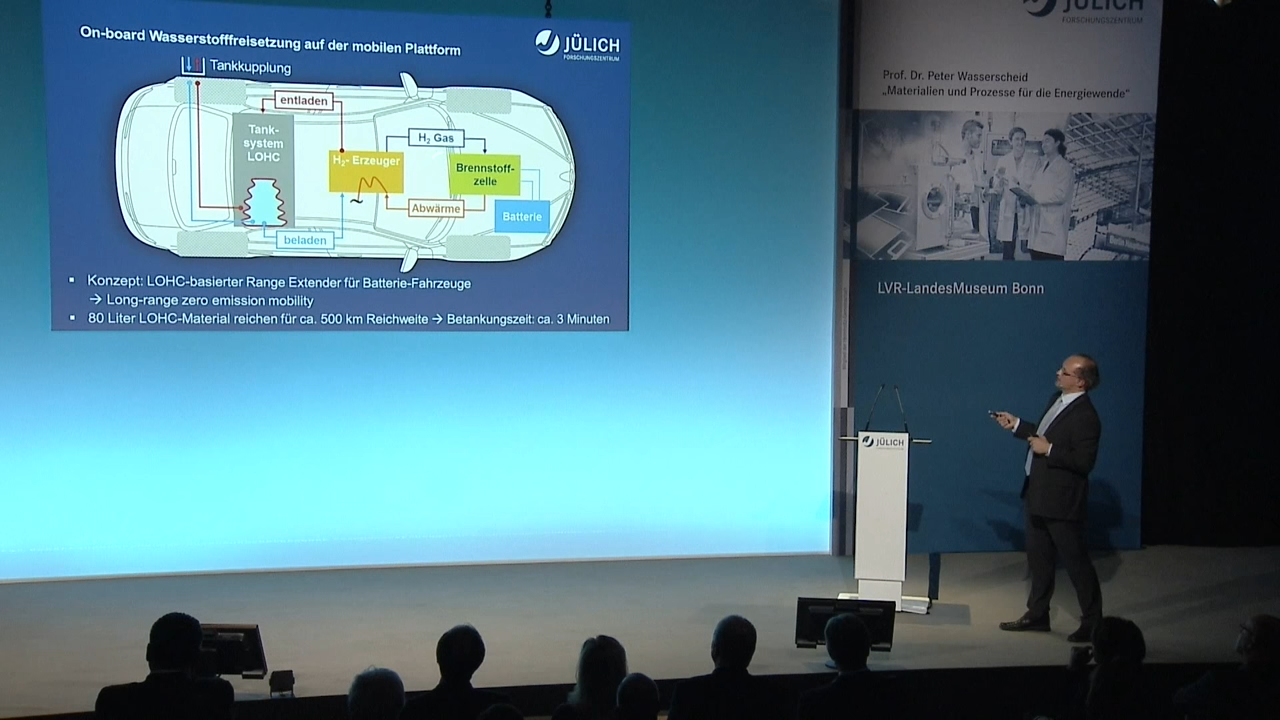 On-board Wasserstofffreisetzung auf der mobilen Plattform
JÜLICH
FORSCHUNGSZENTRUM
Tankkupplung
entladen
Tank-
system
LOHC
H2- Erzeuger
H2 Gas
Brennstoff-
zelle
Abwärme
Batterie
beladen
▪ Konzept: LOHC-basierter Range Extender für Batterie-Fahrzeuge
→ Long-range zero emission mobility
▪ 80 Liter LOHC-Material reichen für ca. 500 km Reichweite → Betankungszeit: ca. 3 Minuten
JÜLICH
FORSCHUNGSZENTRUM
Prof. Dr. Peter Wasserscheid
„Materialien und Prozesse für die Energiewende“
LVR-LandesMuseum Bonn
JÜLICH